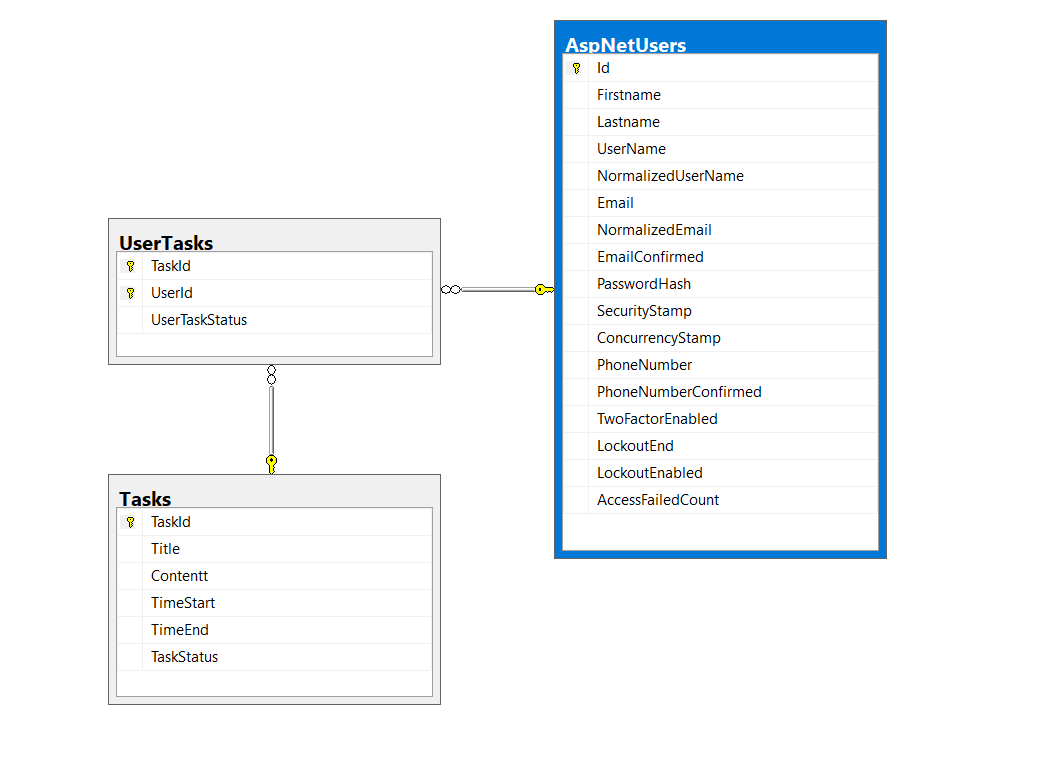 AspNetUsers
Id
Firstname
Lastname
UserName
NormalizedUserName
Email
NormalizedEmail
EmailConfirmed
PasswordHash
SecurityStamp
ConcurrencyStamp
PhoneNumber
PhoneNumberConfirmed
TwoFactorEnabled
LockoutEnd
LockoutEnabled
AccessFailedCount
UserTasks
TaskId
UserId
UserTaskStatus
Tasks
TaskId
Title
Contentt
TimeStart
TimeEnd
TaskStatus